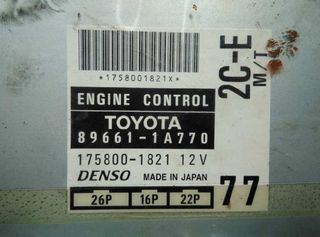 *1758001821X*
ENGINE CONTROL
TOYOTA
89661-1A770
175800-1821 12V
DENSO MADE IN JAPAN
26P 16P 22P
2C-E
M/T
77